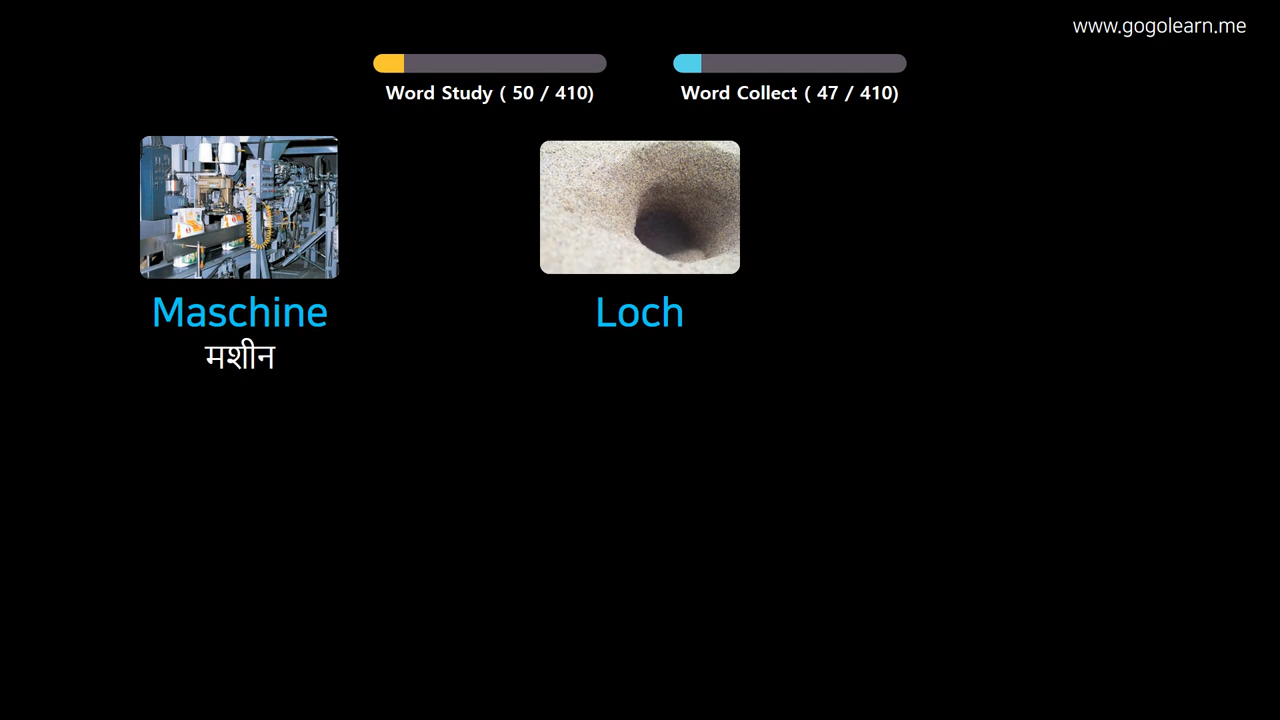 www.gogolearn.me
Word Study ( 50 / 410)
Word Collect ( 47 / 410)
Maschine
मशीन
Loch